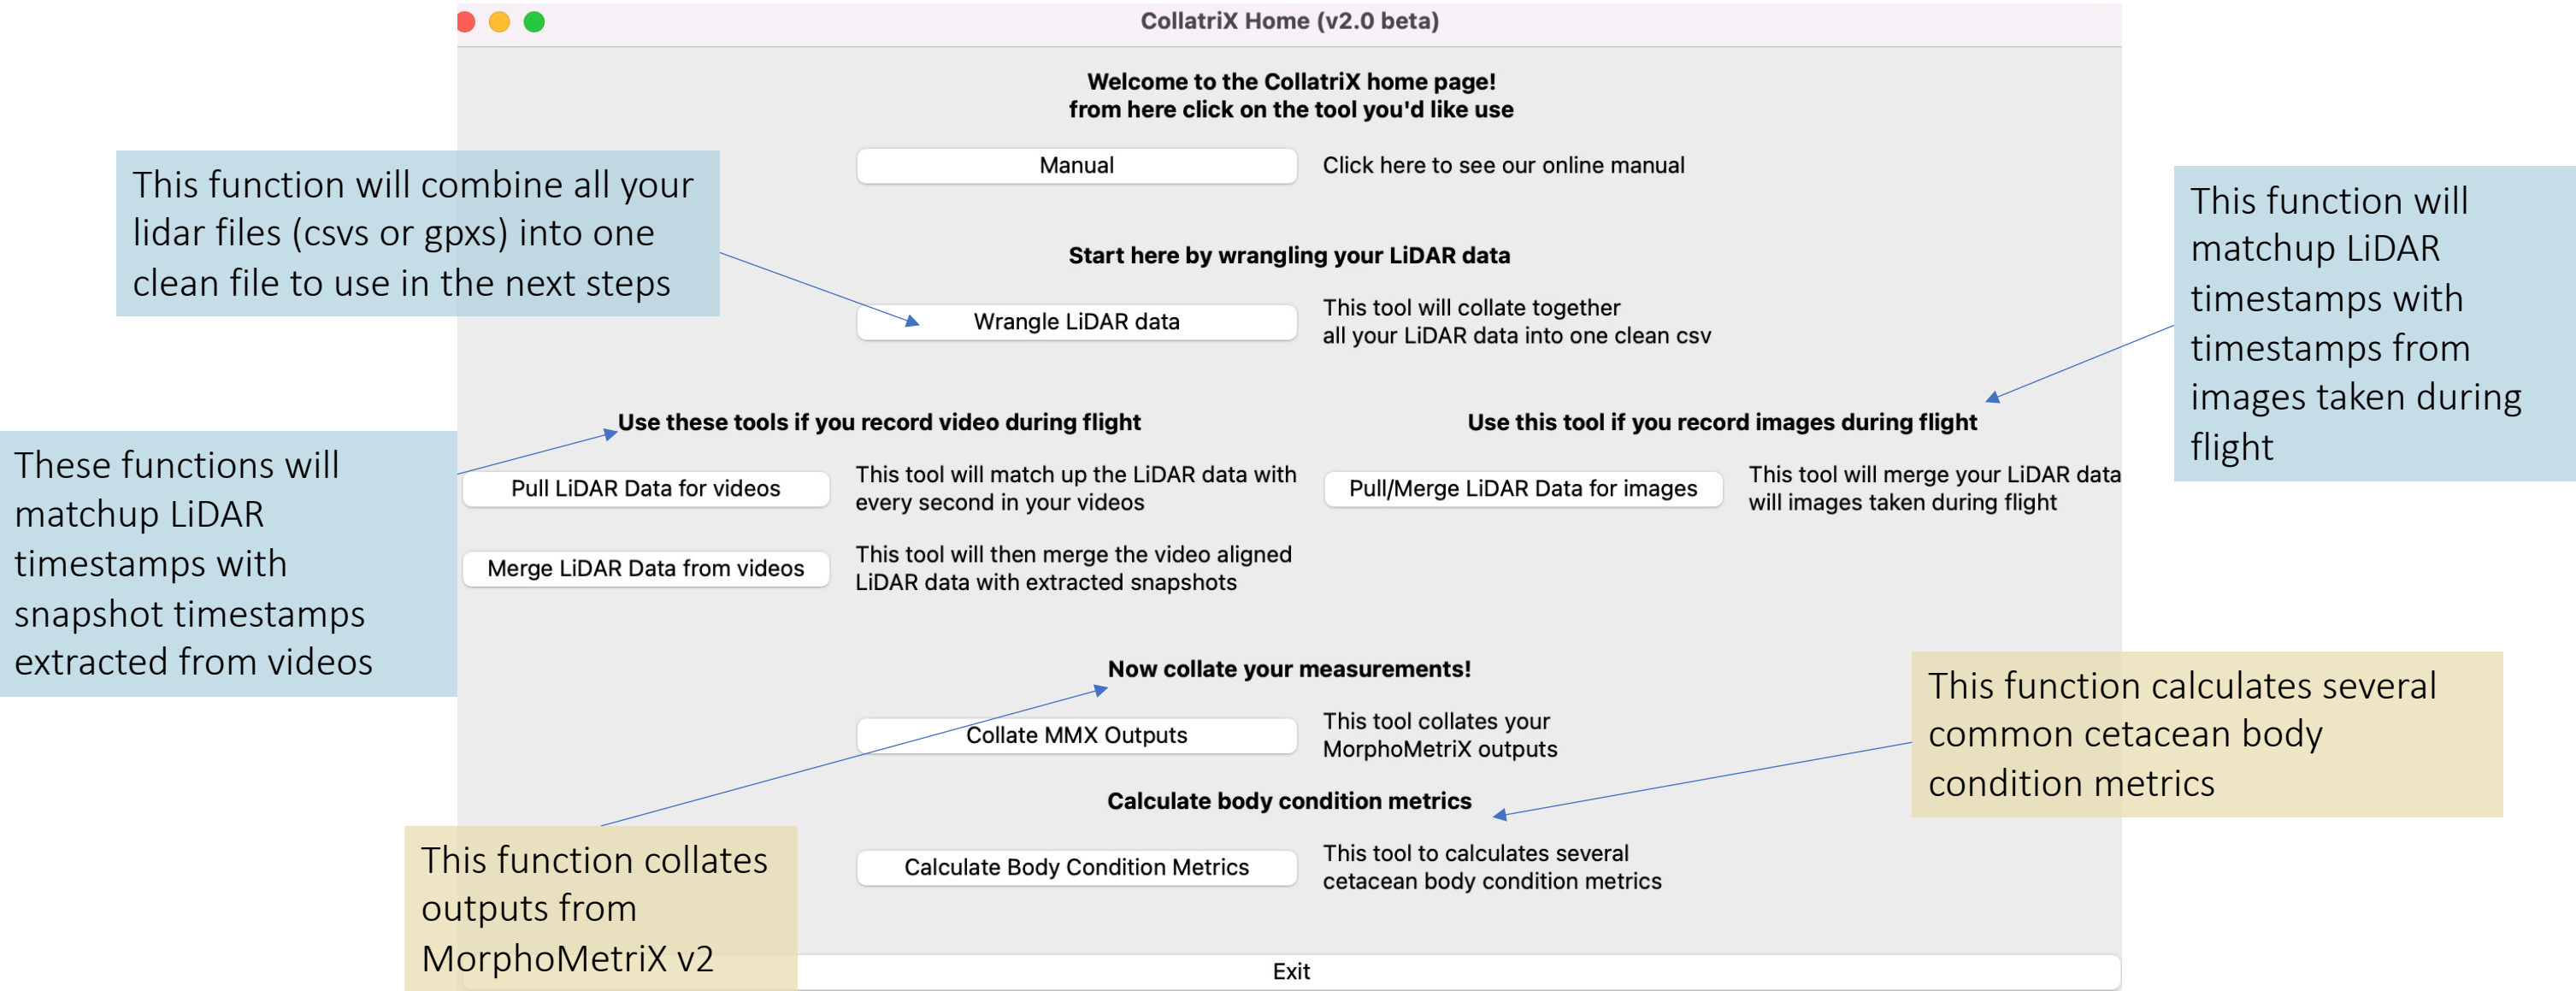 CollatriX Home (v2.0 beta)
Welcome to the CollatriX home page!
from here click on the tool you'd like use
Manual
Click here to see our online manual
This function will combine all your
lidar files (csvs or gpxs) into one
clean file to use in the next steps
Start here by wrangling your LiDAR data
Wrangle LiDAR data
This tool will collate together
all your LiDAR data into one clean csv
This function will
matchup LiDAR
timestamps with
timestamps from
images taken during
flight
These functions will
matchup LiDAR
timestamps with
snapshot timestamps
extracted from videos
Use these tools if you record video during flight
Pull LiDAR Data for videos
This tool will match up the LiDAR data with
every second in your videos
Merge LiDAR Data from videos
This tool will then merge the video aligned
LiDAR data with extracted snapshots
Use this tool if you record images during flight
Pull/Merge LiDAR Data for images
This tool will merge your LiDAR data
will images taken during flight
Now collate your measurements!
Collate MMX Outputs
This tool collates your
MorphoMetriX outputs
This function calculates several
common cetacean body
condition metrics
Calculate body condition metrics
Calculate Body Condition Metrics
This tool to calculates several
cetacean body condition metrics
This function collates
outputs from
MorphoMetriX v2
Exit